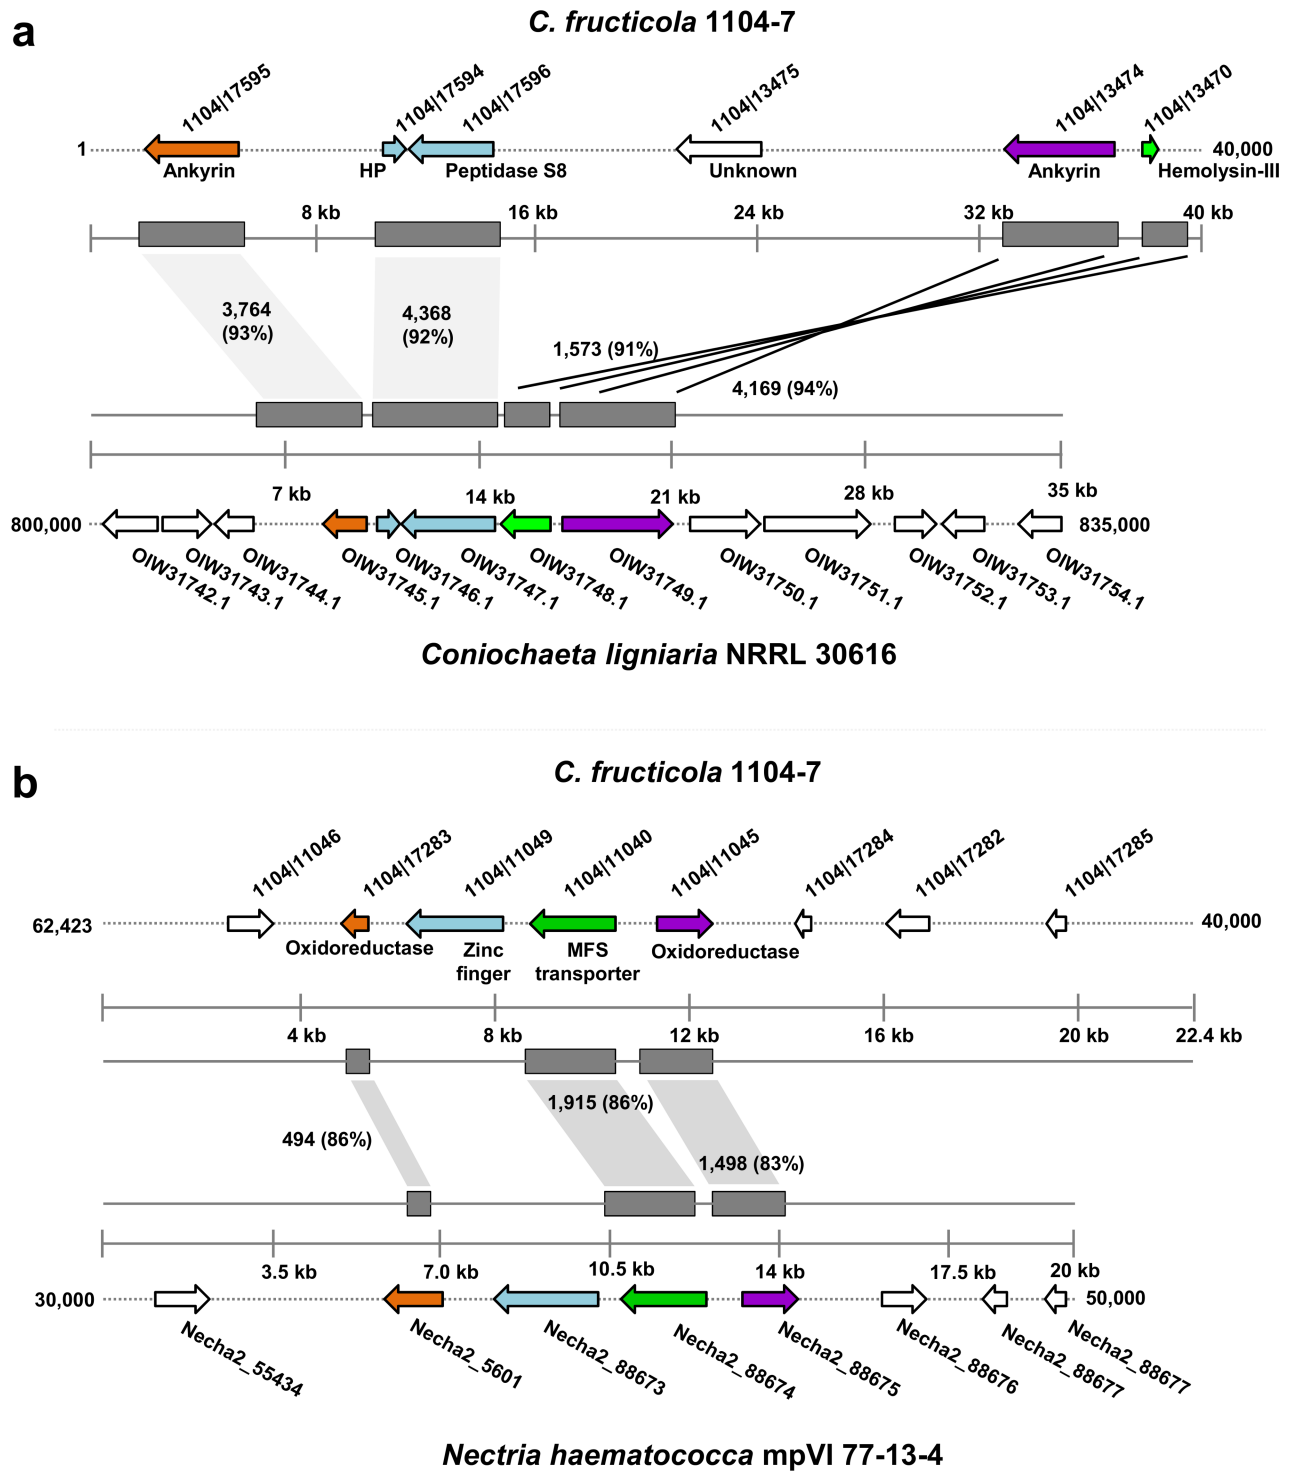 a
C. fructicola 1104-7
1104|17595
1104|17594
1104|17596
1104|13475
1104|13474
1104|13470
1
40,000
Ankyrin
HP
Peptidase S8
Unknown
Ankyrin
Hemolysin-III
8 kb
16 kb
24 kb
32 kb
40 kb
3,764
(93%)
4,368
(92%)
1,573 (91%)
4,169 (94%)
7 kb
14 kb
21 kb
28 kb
35 kb
800,000
835,000
OIW31742.1
OIW31743.1
OIW31744.1
OIW31745.1
OIW31746.1
OIW31747.1
OIW31748.1
OIW31749.1
OIW31750.1
OIW31751.1
OIW31752.1
OIW31753.1
OIW31754.1
Coniochaeta ligniaria NRRL 30616
b
C. fructicola 1104-7
1104|11046
1104|17283
1104|11049
1104|11040
1104|11045
1104|17284
1104|17282
1104|17285
62,423
40,000
Oxidoreductase
Zinc
finger
MFS
transporter
Oxidoreductase
4 kb
8 kb
12 kb
16 kb
20 kb
22.4 kb
1,915 (86%)
494 (86%)
1,498 (83%)
3.5 kb
7.0 kb
10.5 kb
14 kb
17.5 kb
20 kb
30,000
50,000
Necha2_55434
Necha2_5601
Necha2_88673
Necha2_88674
Necha2_88675
Necha2_88676
Necha2_88677
Necha2_88677
Nectria haematococca mpVI 77-13-4